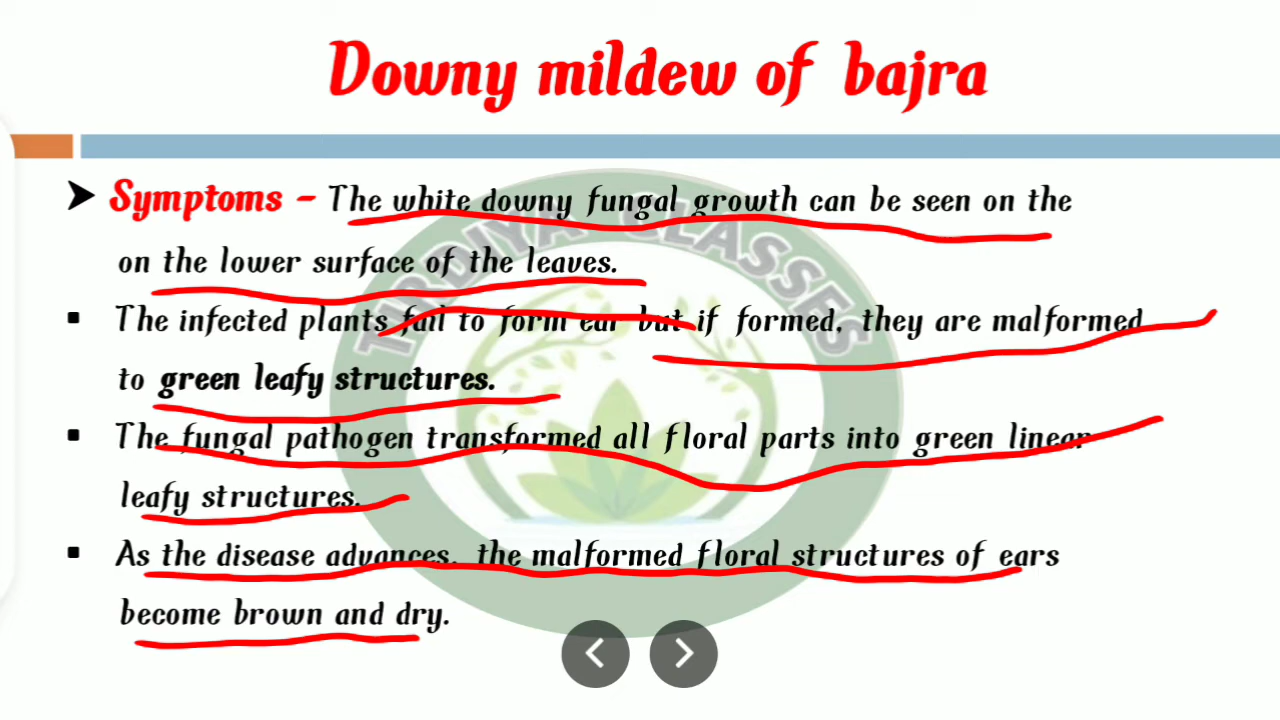 Downy mildew of bajra
➤ Symptoms - The white downy fungal growth can be seen on the
on the lower surface of the leaves.
▪ The infected plants fail to form ear but if formed, they are malformed
to green leafy structures.
▪ The fungal pathogen transformed all floral parts into green linear
leafy structures.
▪ As the disease advances, the malformed floral structures of ears
become brown and dry.
TIRDIYA CLASSES